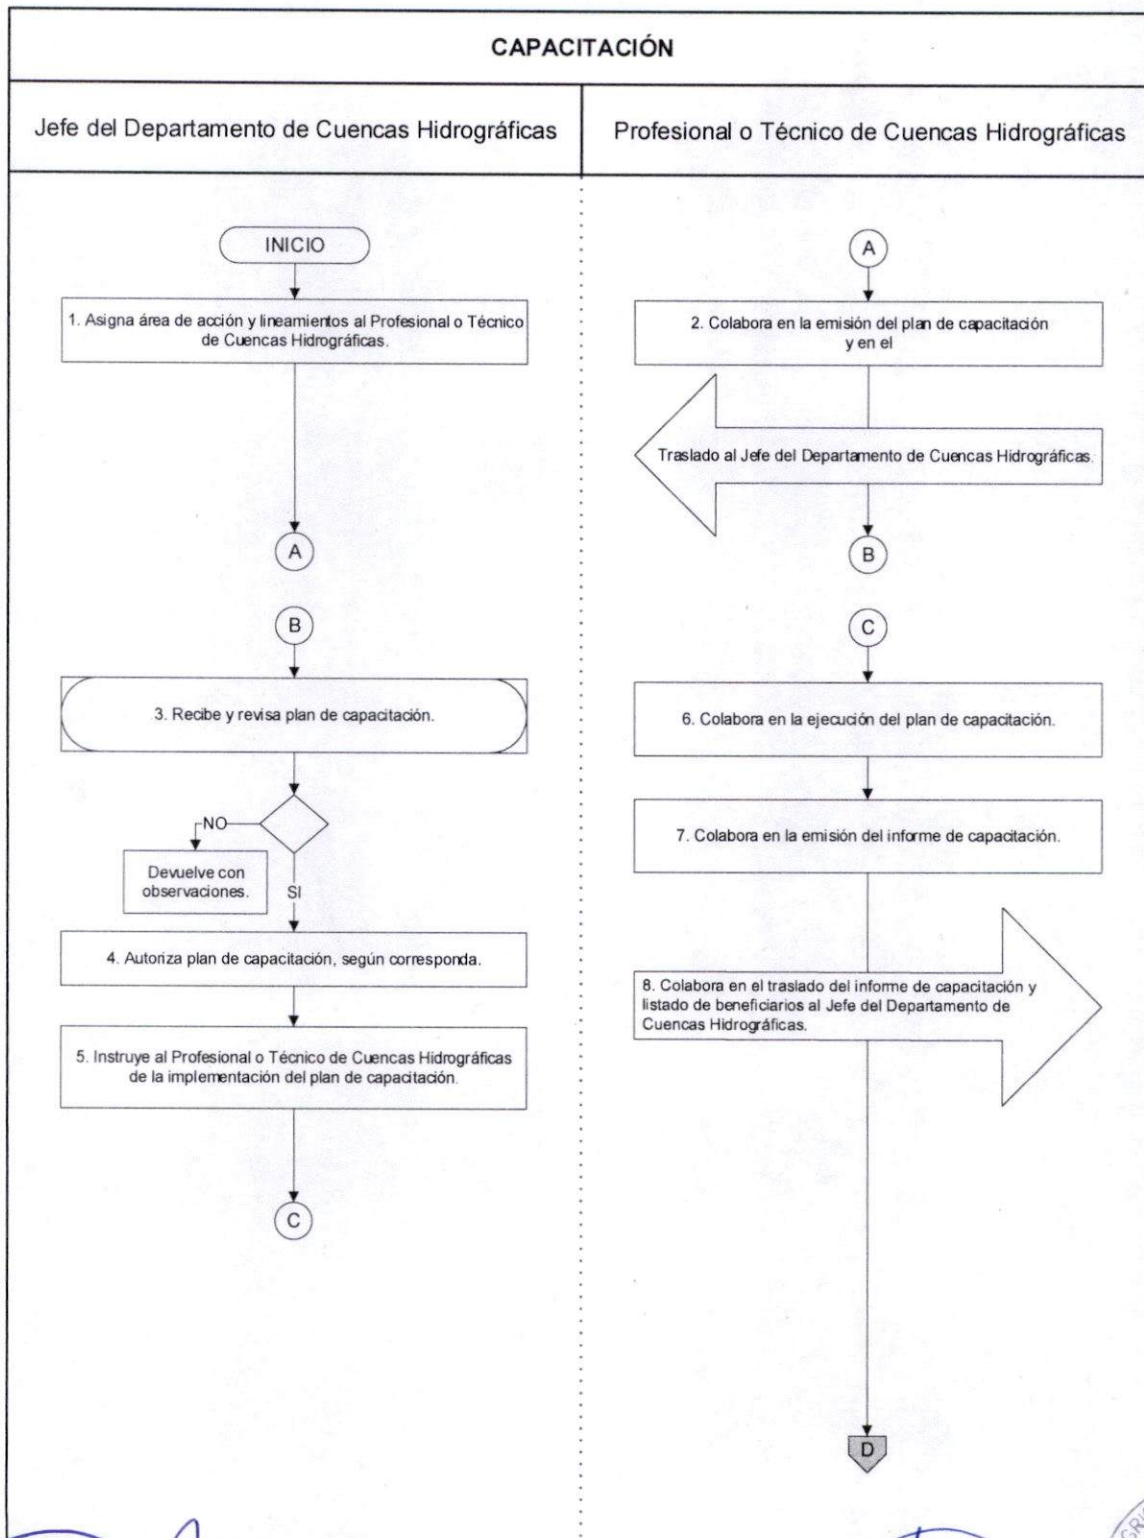 CAPACITACIÓN
Jefe del Departamento de Cuencas Hidrográficas
Profesional o Técnico de Cuencas Hidrográficas
INICIO
1. Asigna área de acción y lineamientos al Profesional o Técnico
de Cuencas Hidrográficas.
A
B
3. Recibe y revisa plan de capacitación.
NO
Devuelve con
observaciones.
SI
4. Autoriza plan de capacitación, según corresponda.
5. Instruye al Profesional o Técnico de Cuencas Hidrográficas
de la implementación del plan de capacitación.
C
A
2. Colabora en la emisión del plan de capacitación
y en el
Traslado al Jefe del Departamento de Cuencas Hidrográficas.
B
C
6. Colabora en la ejecución del plan de capacitación.
7. Colabora en la emisión del informe de capacitación.
8. Colabora en el traslado del informe de capacitación y
listado de beneficiarios al Jefe del Departamento de
Cuencas Hidrográficas.
D